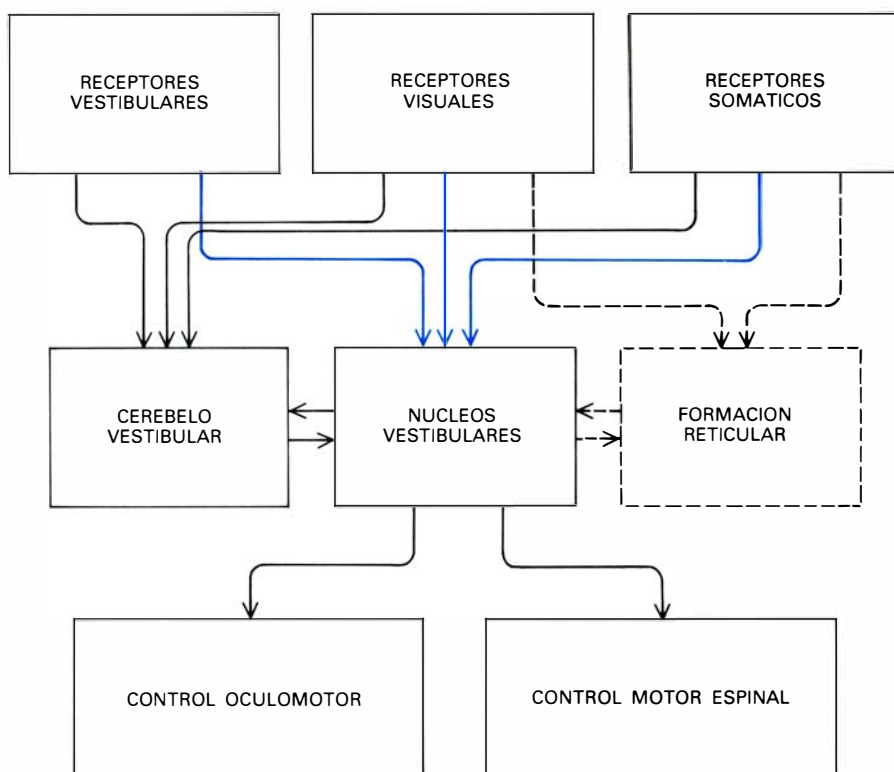 RECEPTORES
VESTIBULARES
RECEPTORES
VISUALES
RECEPTORES
SOMATICOS
CEREBELO
VESTIBULAR
NUCLEOS
VESTIBULARES
FORMACION
RETICULAR
CONTROL OCULOMOTOR
CONTROL MOTOR ESPINAL